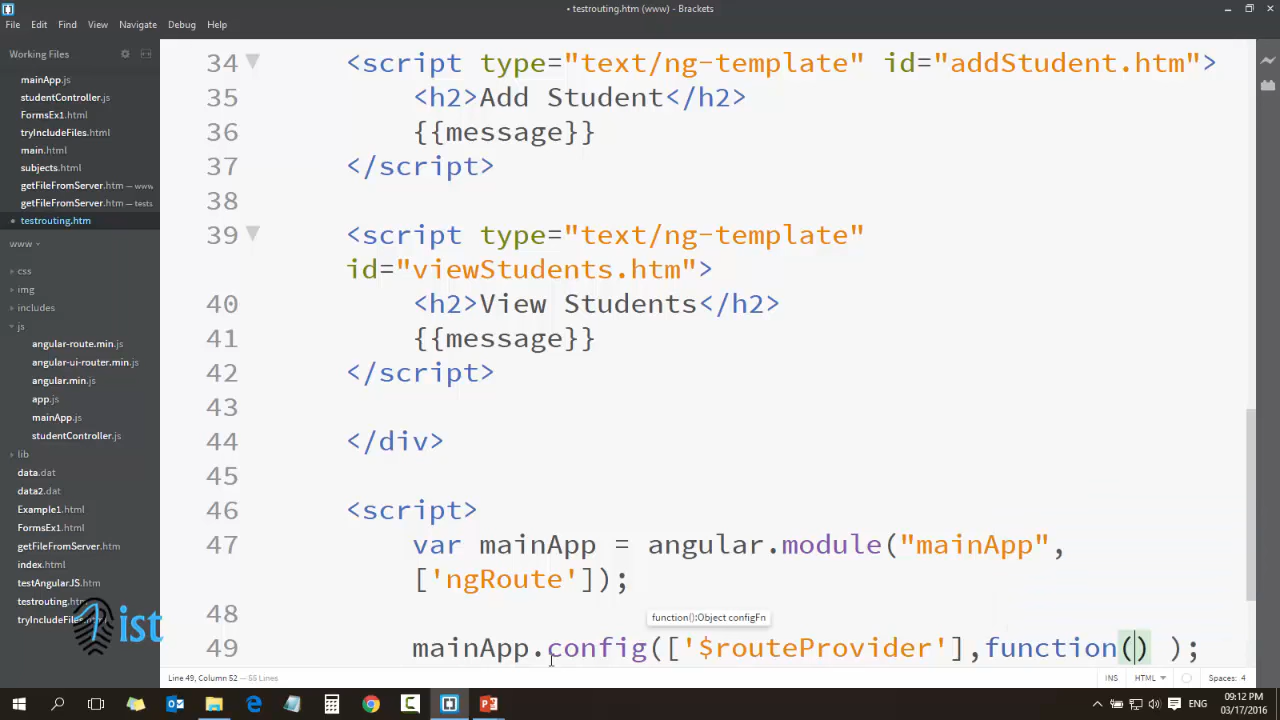 • testrouting.htm (www) - Brackets
File Edit Find View Navigate Debug Help
Working Files
mainApp.js
studentController.js
FormsEx1.html
tryIncludeFiles.html
main.html
subjects.html
getFileFromServer.htm — www
getFileFromServer.htm — tests
testrouting.htm
www
css
img
includes
js
angular-route.min.js
angular-ui-router.min.js
angular.min.js
app.js
mainApp.js
studentController.js
lib
data.dat
data2.dat
Example1.html
FormsEx1.html
getFileFromServer.htm
index.html
testAngularJS.htm
testrouting.htm
tryIncludeFiles.html
1ist
34 <script type="text/ng-template" id="addStudent.htm">
35 <h2>Add Student</h2>
36 {{message}}
37 </script>
38
39 <script type="text/ng-template"
id="viewStudents.htm">
40 <h2>View Students</h2>
41 {{message}}
42 </script>
43
44 </div>
45
46 <script>
47 var mainApp = angular.module("mainApp",
['ngRoute']);
48
function():Object configFn
49 mainApp.config(['$routeProvider'],function() );
Line 49, Column 52 — 55 Lines
INS HTML Spaces: 4
ENG 09:12 PM
03/17/2016